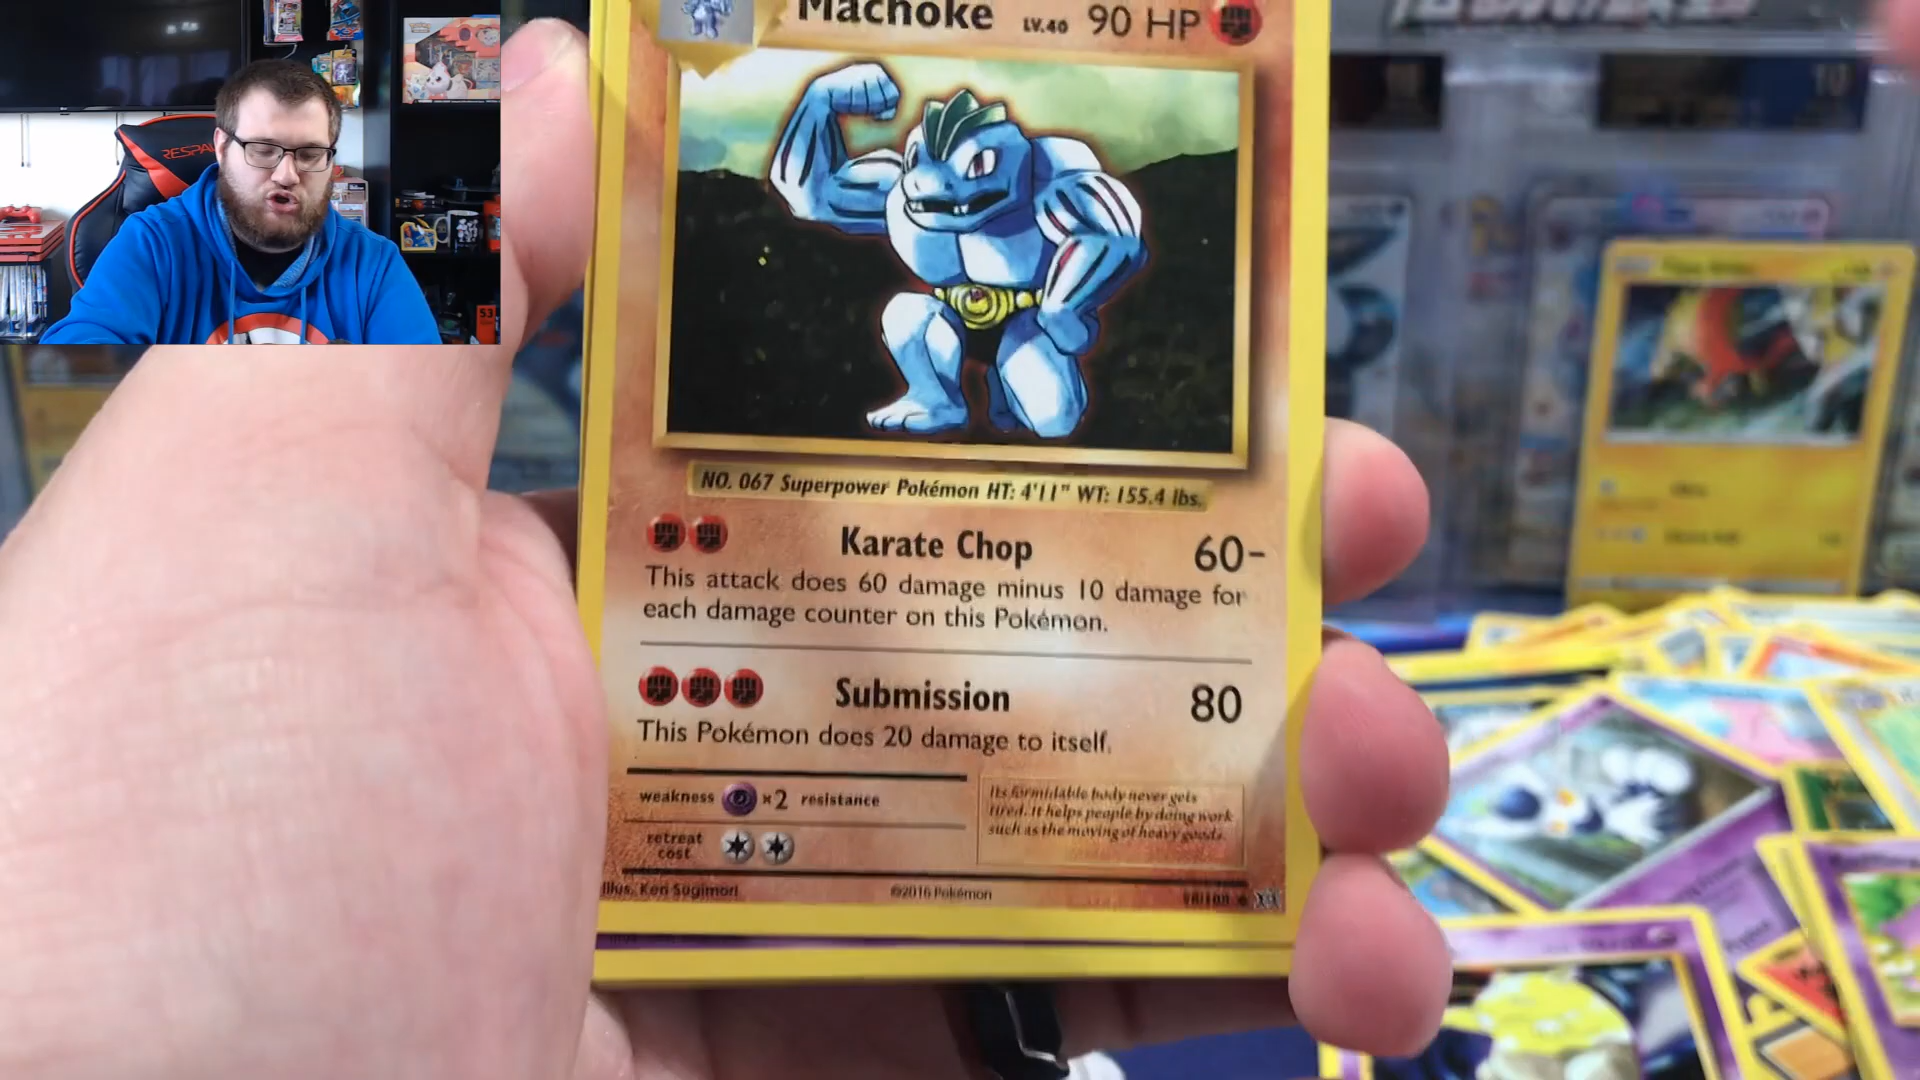 RESPAW
Machoke LV.40 90 HP
10
53
NO. 067 Superpower Pokémon HT: 4'11" WT: 155.4 lbs.
Karate Chop 60-
This attack does 60 damage minus 10 damage for
each damage counter on this Pokémon.
Submission 80
This Pokémon does 20 damage to itself.
weakness ×2 resistance
retreat
cost
Its formidable body never gets
tired. It helps people by doing work
such as the moving of heavy goods.
Illus. Ken Sugimori ©2016 Pokémon